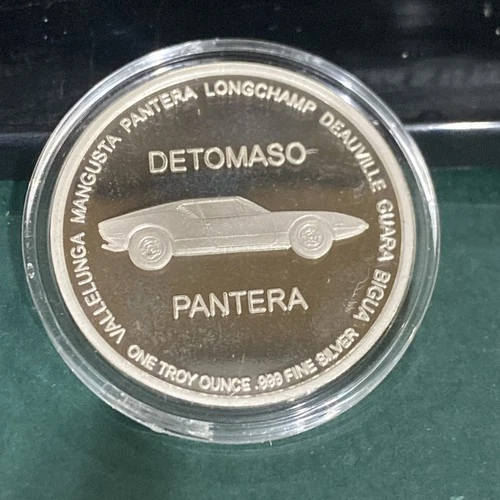 VALLELUNGA MANGUSTA PANTERA LONGCHAMP DEAUVILLE GUARA BIGUA
DETOMASO
PANTERA
ONE TROY OUNCE .999 FINE SILVER